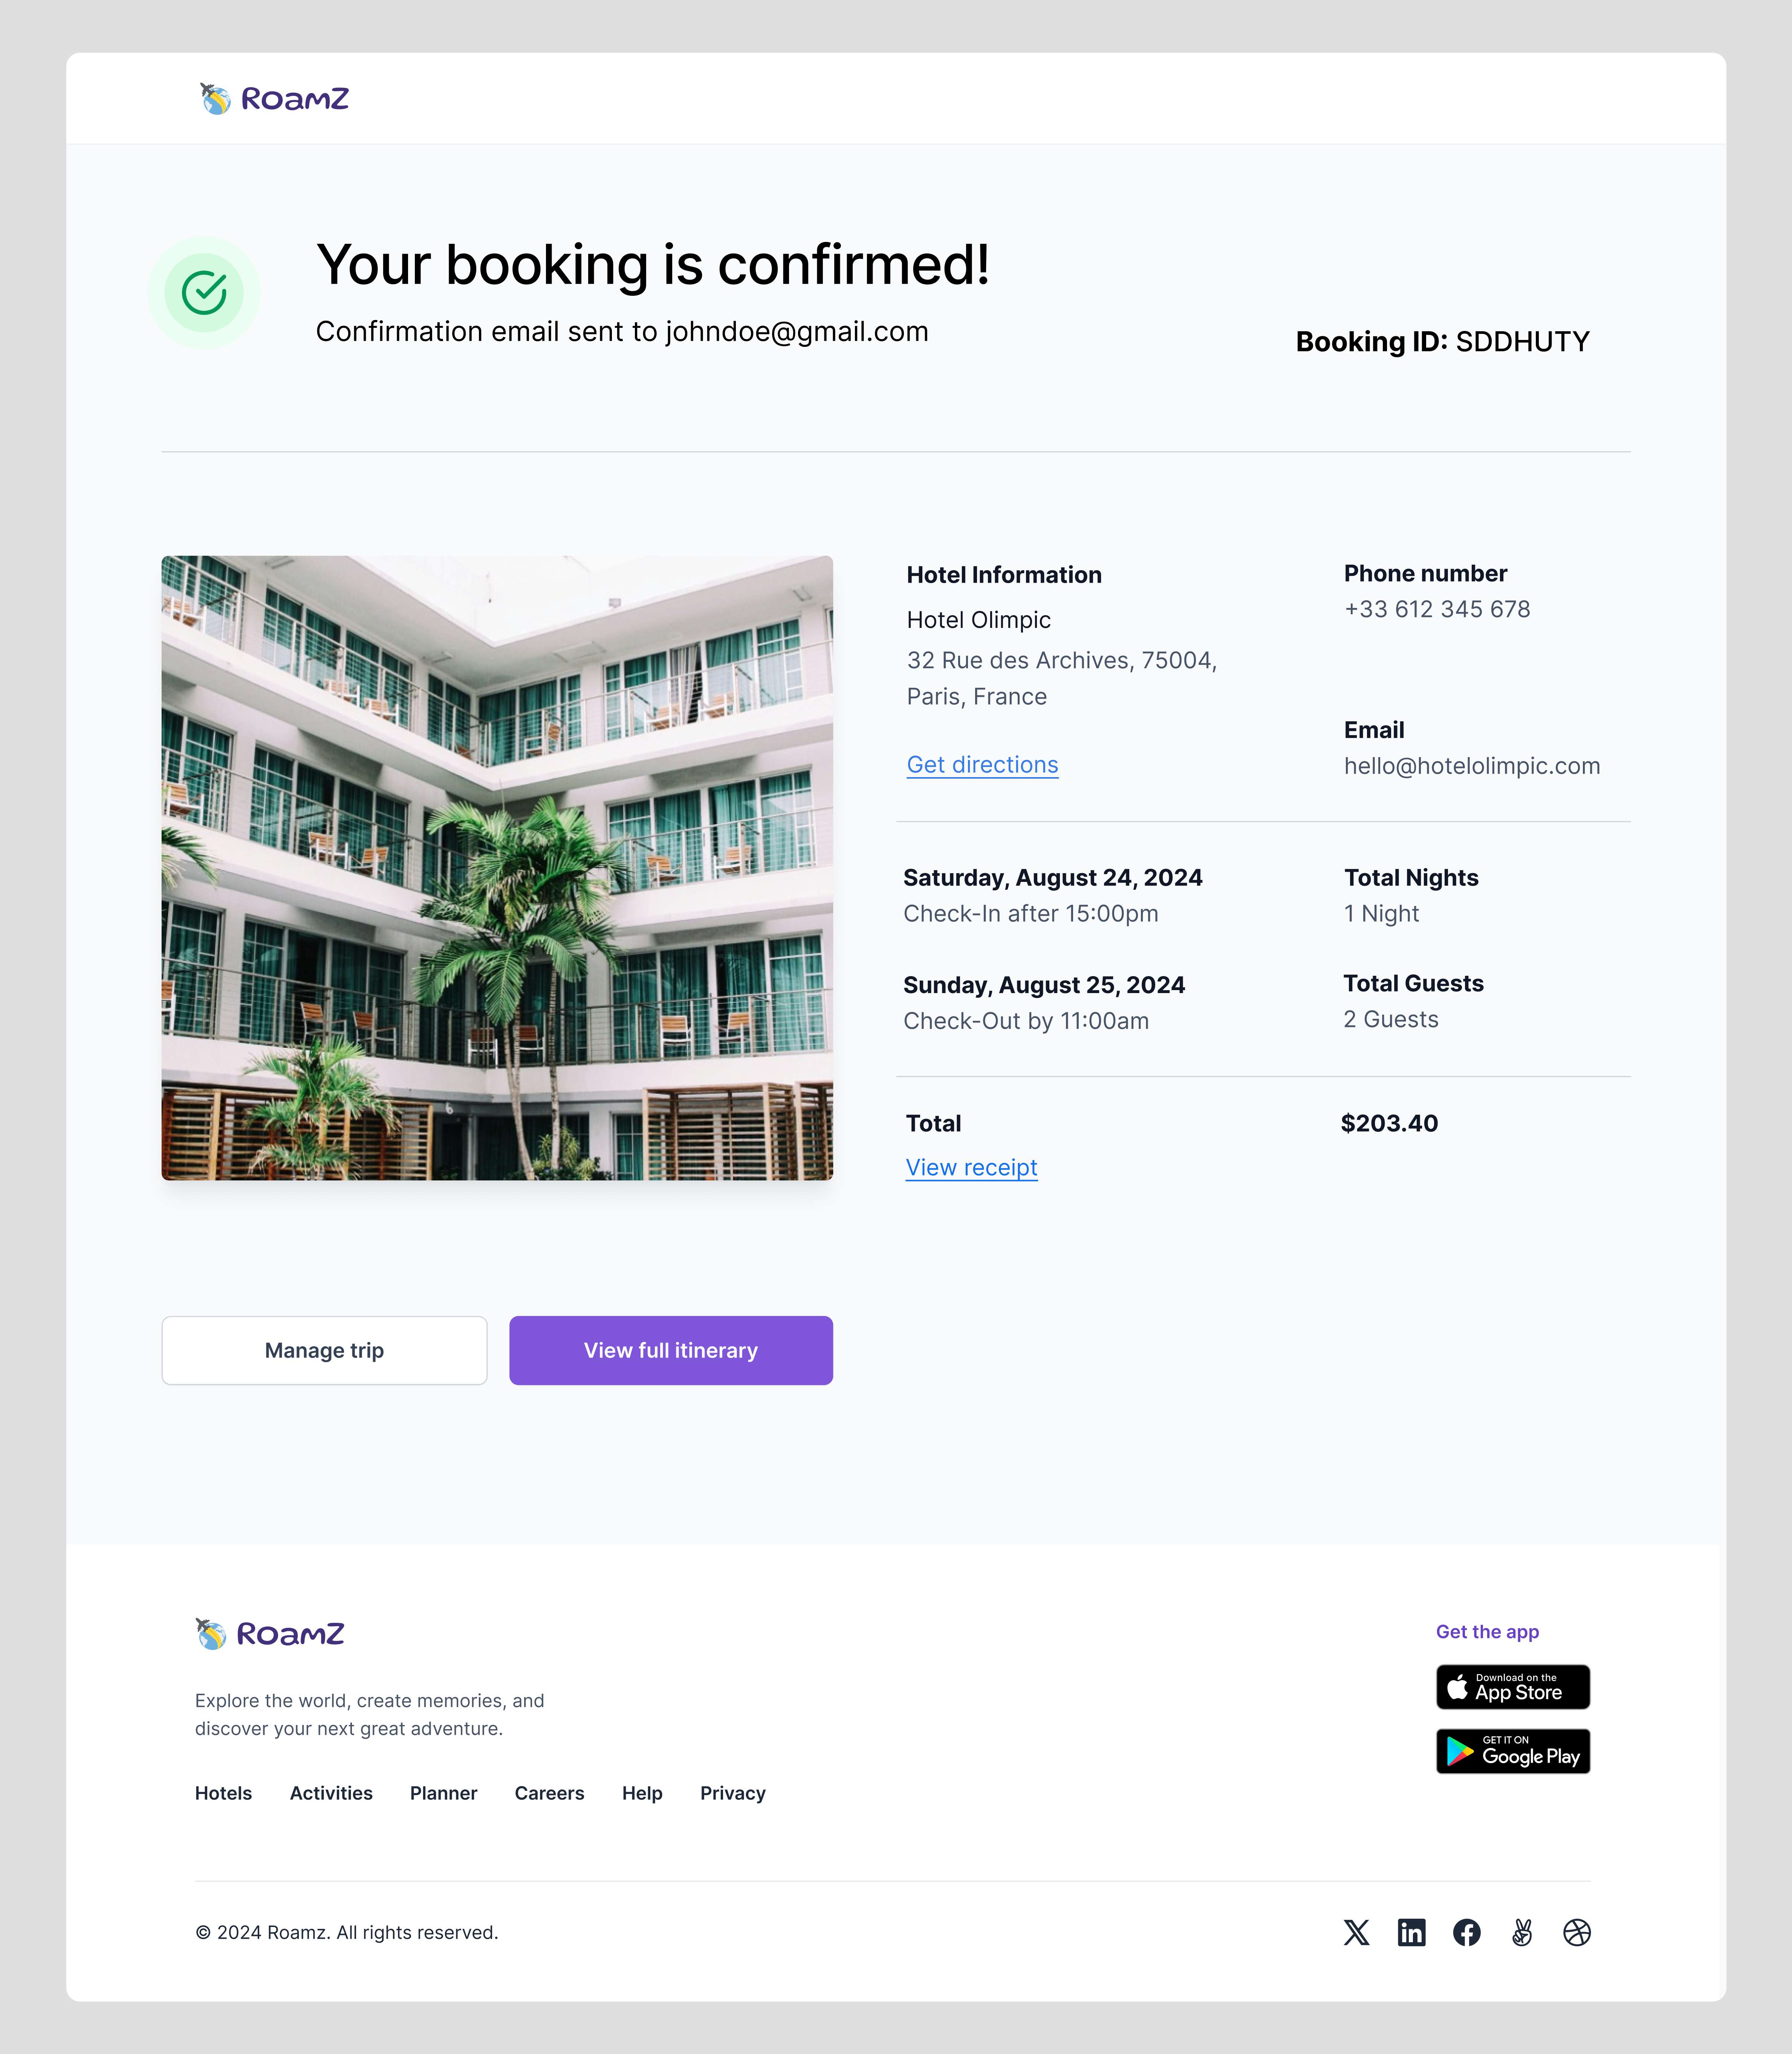 RoamZ
Your booking is confirmed!
Confirmation email sent to johndoe@gmail.com
Booking ID: SDDHUTY
Hotel Information
Hotel Olimpic
32 Rue des Archives, 75004,
Paris, France
Get directions
Phone number
+33 612 345 678
Email
hello@hotelolimpic.com
Saturday, August 24, 2024
Check-In after 15:00pm
Total Nights
1 Night
Sunday, August 25, 2024
Check-Out by 11:00am
Total Guests
2 Guests
Total
$203.40
View receipt
Manage trip
View full itinerary
RoamZ
Explore the world, create memories, and
discover your next great adventure.
Hotels
Activities
Planner
Careers
Help
Privacy
Get the app
Download on the
App Store
GET IT ON
Google Play
© 2024 Roamz. All rights reserved.